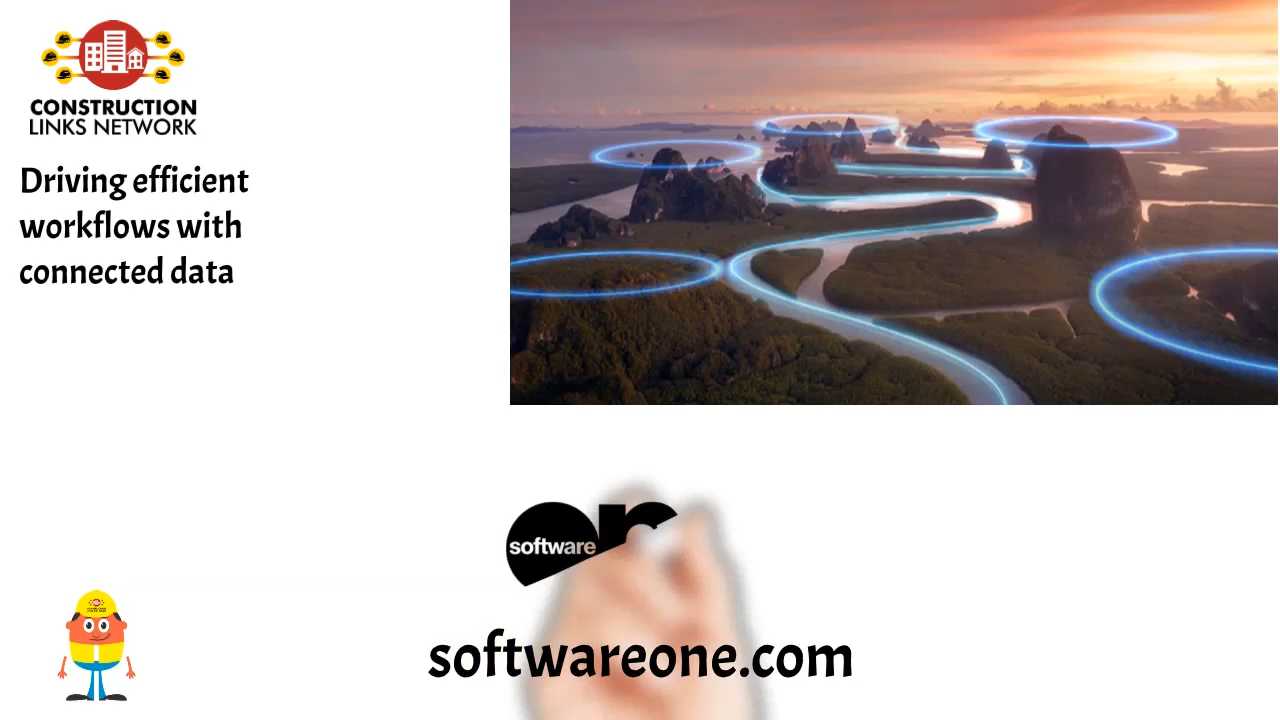 CONSTRUCTION
LINKS NETWORK
Driving efficient
workflows with
connected data
software
softwareone.com